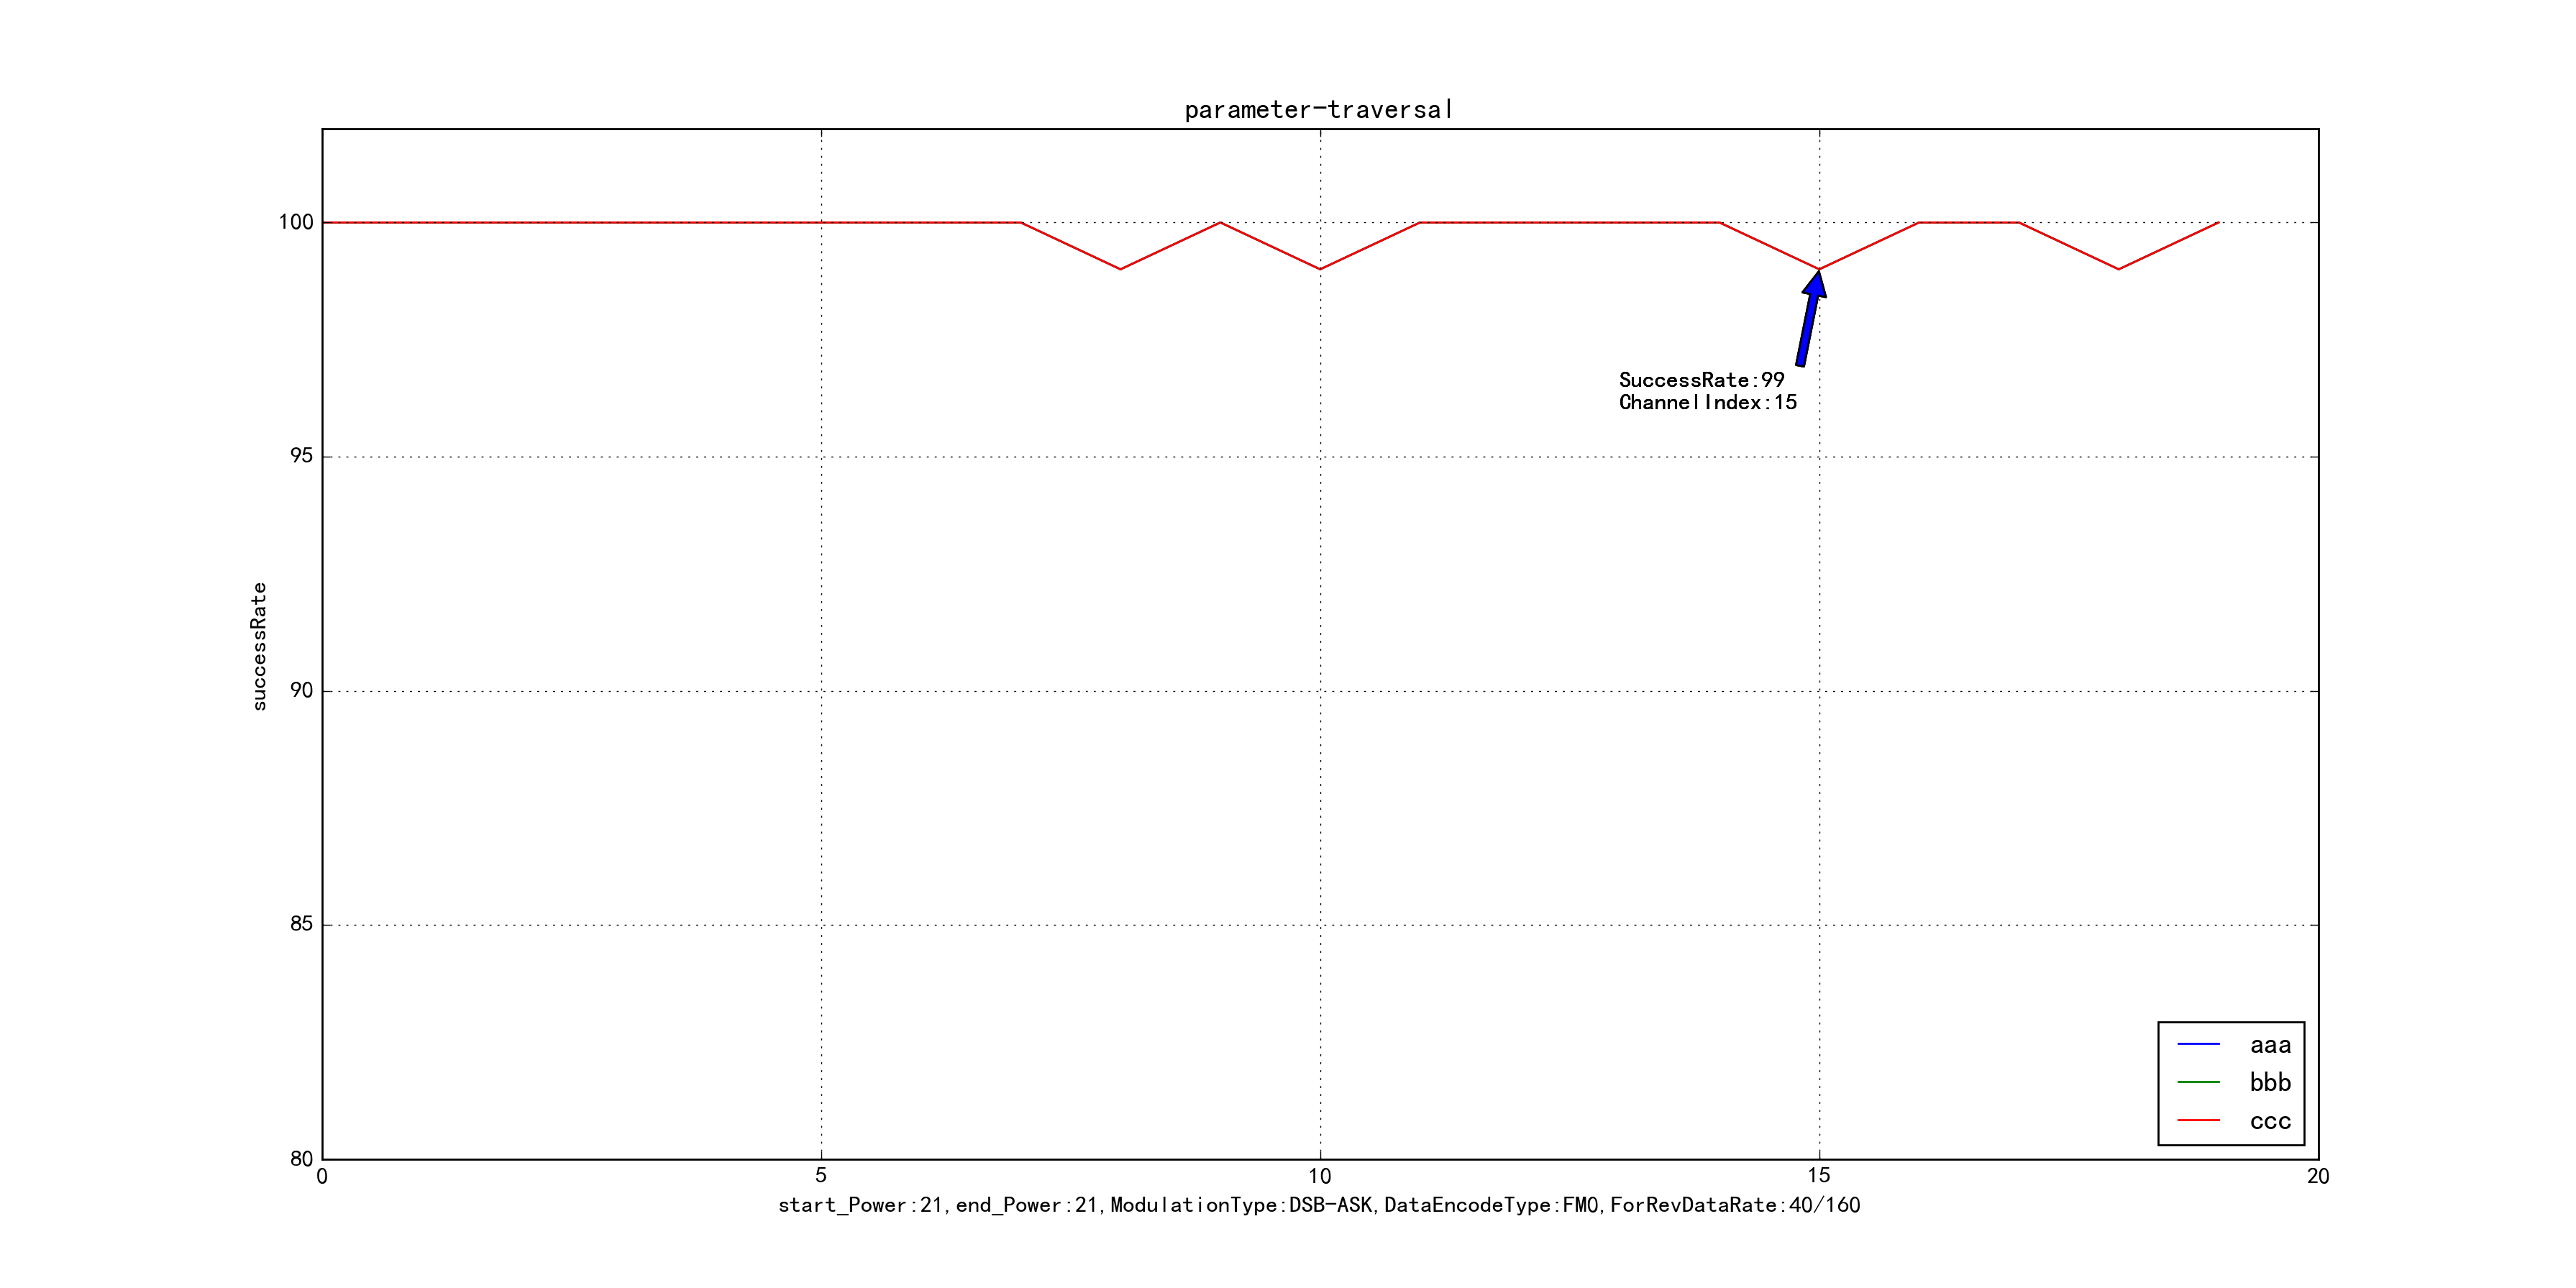 parameter-traversal
100
95
90
85
80
successRate
SuccessRate:99
ChannelIndex:15
aaa
bbb
ccc
0 5 10 15 20
start_Power:21,end_Power:21,ModulationType:DSB-ASK,DataEncodeType:FM0,ForRevDataRate:40/160